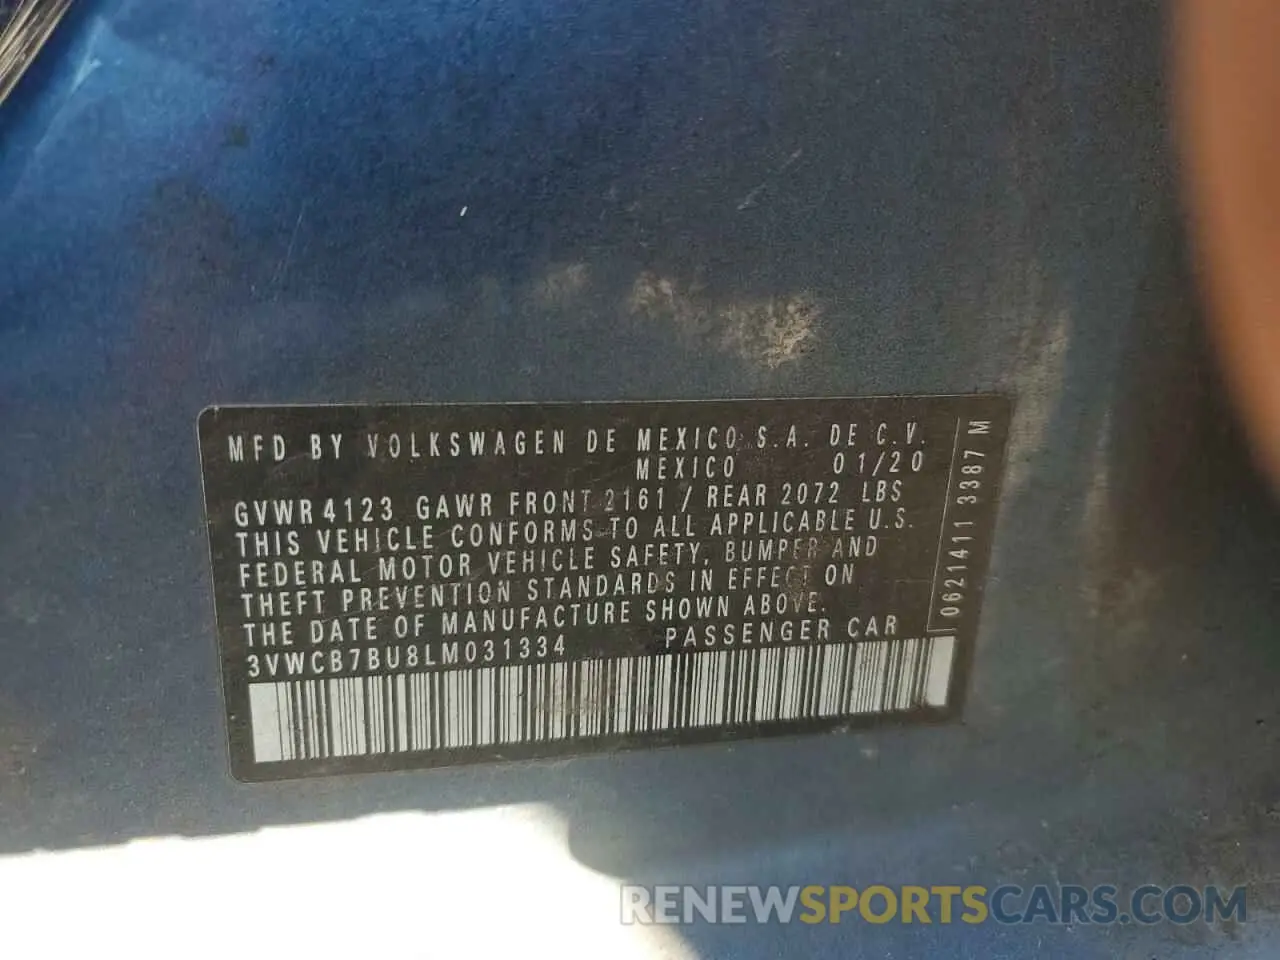 MFD BY VOLKSWAGEN DE MEXICO S.A. DE C.V.
MEXICO 01/20
GVWR 4123 GAWR FRONT 2161 / REAR 2072 LBS
THIS VEHICLE CONFORMS TO ALL APPLICABLE U.S.
FEDERAL MOTOR VEHICLE SAFETY, BUMPER AND
THEFT PREVENTION STANDARDS IN EFFECT ON
THE DATE OF MANUFACTURE SHOWN ABOVE.
3VWCB7BU8LM031334 PASSENGER CAR
0621411 3387 M
RENEWSPORTSCARS.COM